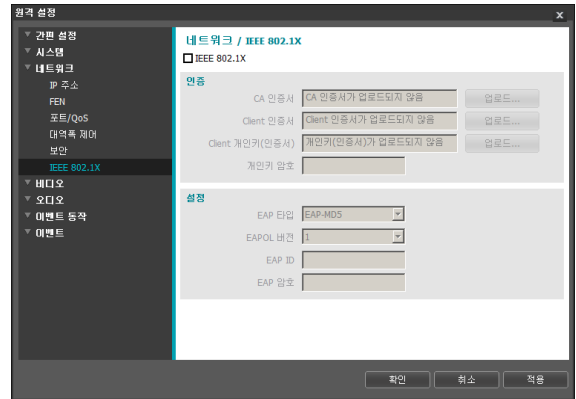 원격 설정
x
간편 설정
시스템
네트워크
IP 주소
FEN
포트/QoS
대역폭 제어
보안
IEEE 802.1X
비디오
오디오
이벤트 동작
이벤트
네트워크 / IEEE 802.1X
IEEE 802.1X
인증
CA 인증서 CA 인증서가 업로드되지 않음 업로드...
Client 인증서 Client 인증서가 업로드되지 않음 업로드...
Client 개인키(인증서) 개인키(인증서)가 업로드되지 않음 업로드...
개인키 암호
설정
EAP 타입 EAP-MD5
EAPOL 버전 1
EAP ID
EAP 암호
확인 취소 적용